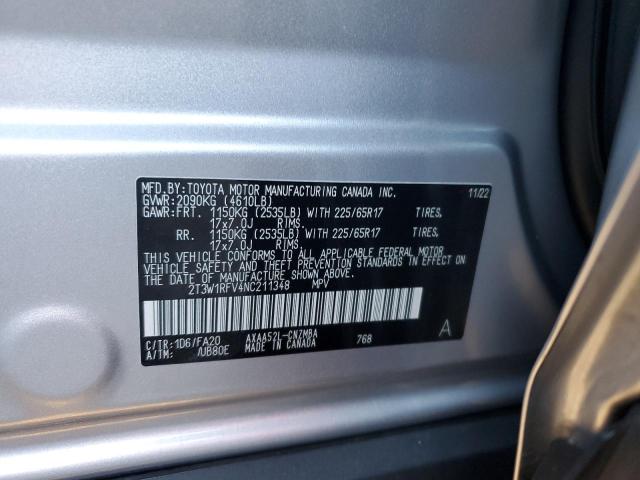 MFD. BY: TOYOTA MOTOR MANUFACTURING CANADA INC. 11/22
GVWR: 2090KG (4610LB)
GAWR: FRT. 1150KG (2535LB) WITH 225/65R17 TIRES,
17x7.0J RIMS,
RR. 1150KG (2535LB) WITH 225/65R17 TIRES,
17x7.0J RIMS.
THIS VEHICLE CONFORMS TO ALL APPLICABLE FEDERAL MOTOR
VEHICLE SAFETY AND THEFT PREVENTION STANDARDS IN EFFECT ON
THE DATE OF MANUFACTURE SHOWN ABOVE.
2T3W1RFV4NC211348 MPV
C/TR: 1D6/FA20 AXAA52L-CNZMBA 768 A
A/TM: /UB80E MADE IN CANADA